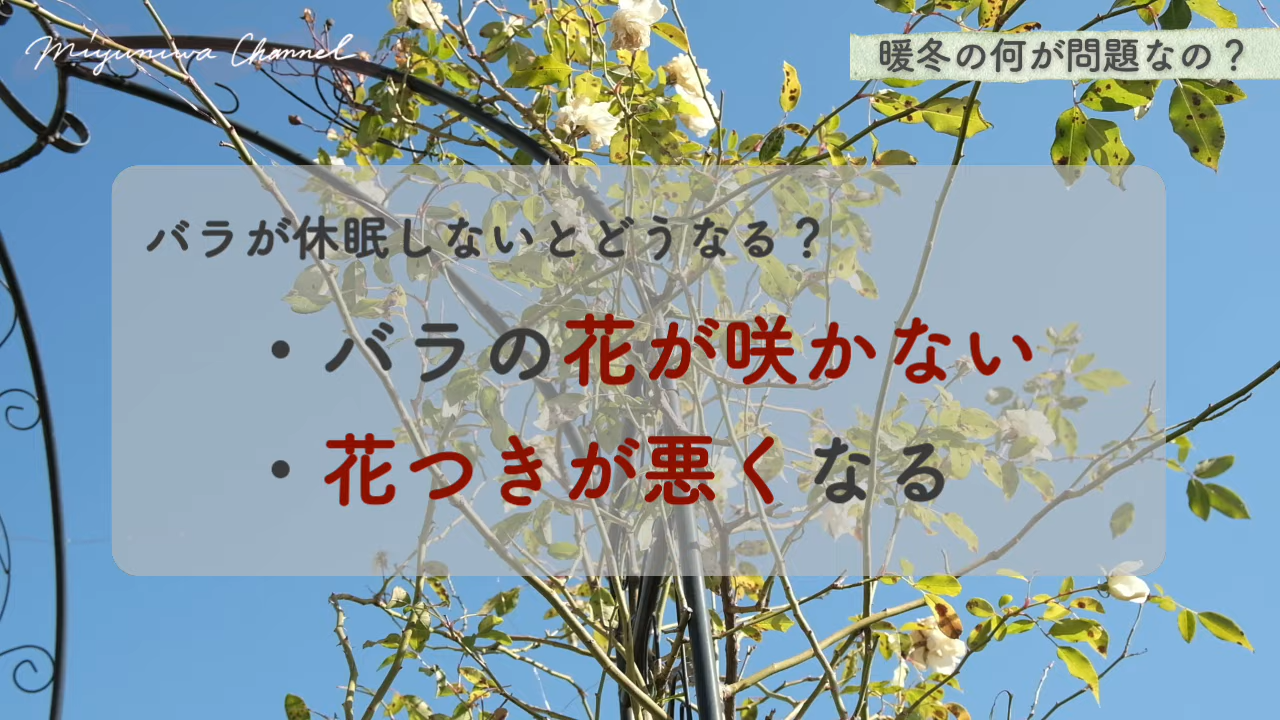 Miyuniwa Channel
暖冬の何が問題なの？
バラが休眠しないとどうなる？
・バラの花が咲かない
・花つきが悪くなる